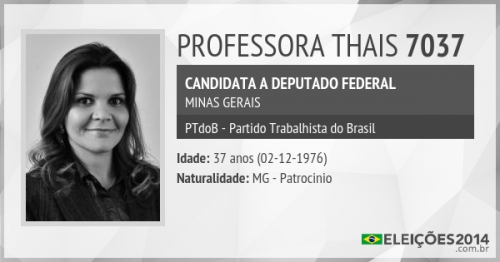 PROFESSORA THAIS 7037
CANDIDATA A DEPUTADO FEDERAL
MINAS GERAIS
PTdoB - Partido Trabalhista do Brasil
Idade: 37 anos (02-12-1976)
Naturalidade: MG - Patrocinio
ELEIÇÕES2014
.com.br